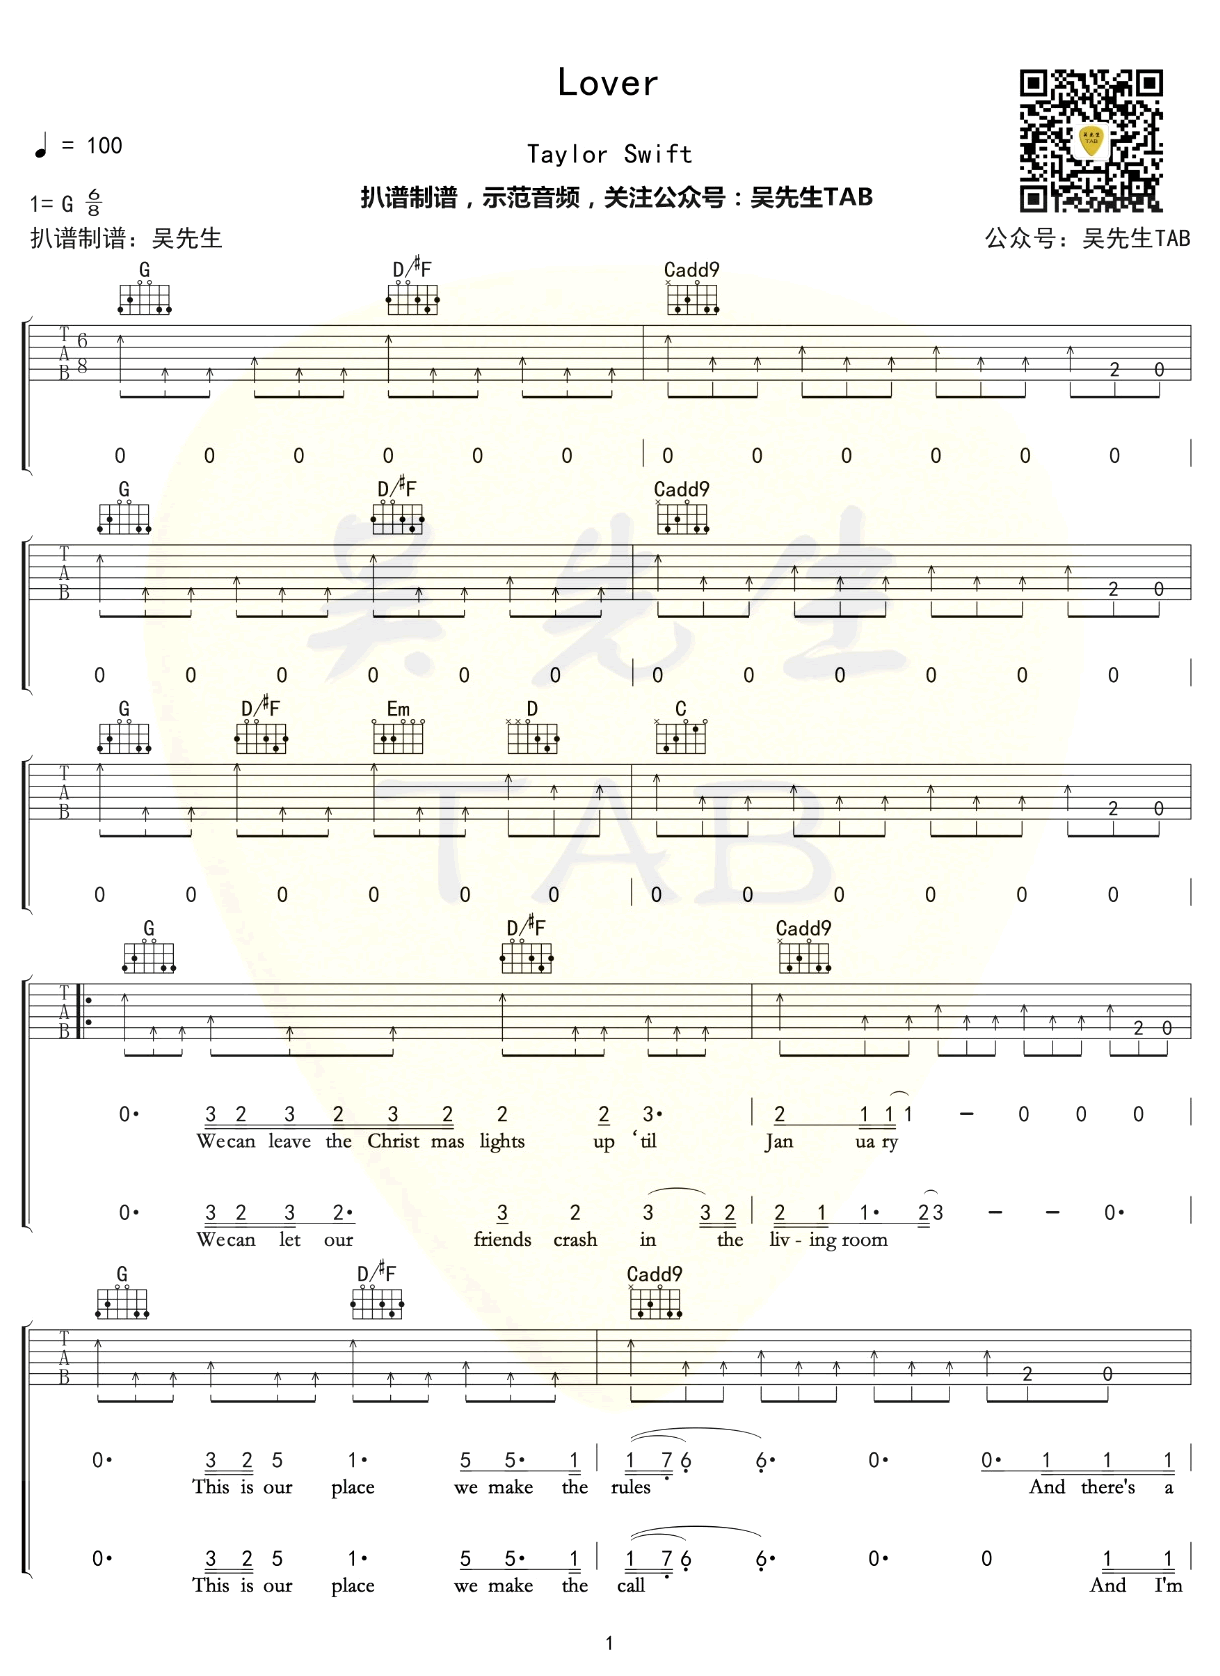 Lover
♩ = 100
Taylor Swift
吴先生
TAB
1= G 6/8
扒谱制谱，示范音频，关注公众号：吴先生TAB
扒谱制谱：吴先生
公众号：吴先生TAB
G D/#F Cadd9
T A B 6 8 2 0
0 0 0 0 0 0 | 0 0 0 0 0 0 |
G D/#F Cadd9
T A B 2 0
0 0 0 0 0 0 | 0 0 0 0 0 0 |
吴先生
G D/#F Em D C
T A B 2 0
TAB
0 0 0 0 0 0 | 0 0 0 0 0 0 |
G D/#F Cadd9
T A B 2 0
0· 3 2 3 2 3 2 2 2 3· | 2 1 1 1 – 0 0 0 |
We can leave the Christ mas lights up ‘til Jan ua ry
0· 3 2 3 2· 3 2 3 3 2 | 2 1 1· 2 3 – – 0· |
We can let our friends crash in the liv - ing room
G D/#F Cadd9
T A B 2 0
0· 3 2 5 1· 5 5· 1 | 1 7 6 6· 0· 0· 1 1 1 |
This is our place we make the rules And there's a
0· 3 2 5 1· 5 5· 1 | 1 7 6 6· 0· 0 1 1 |
This is our place we make the call And I'm
1